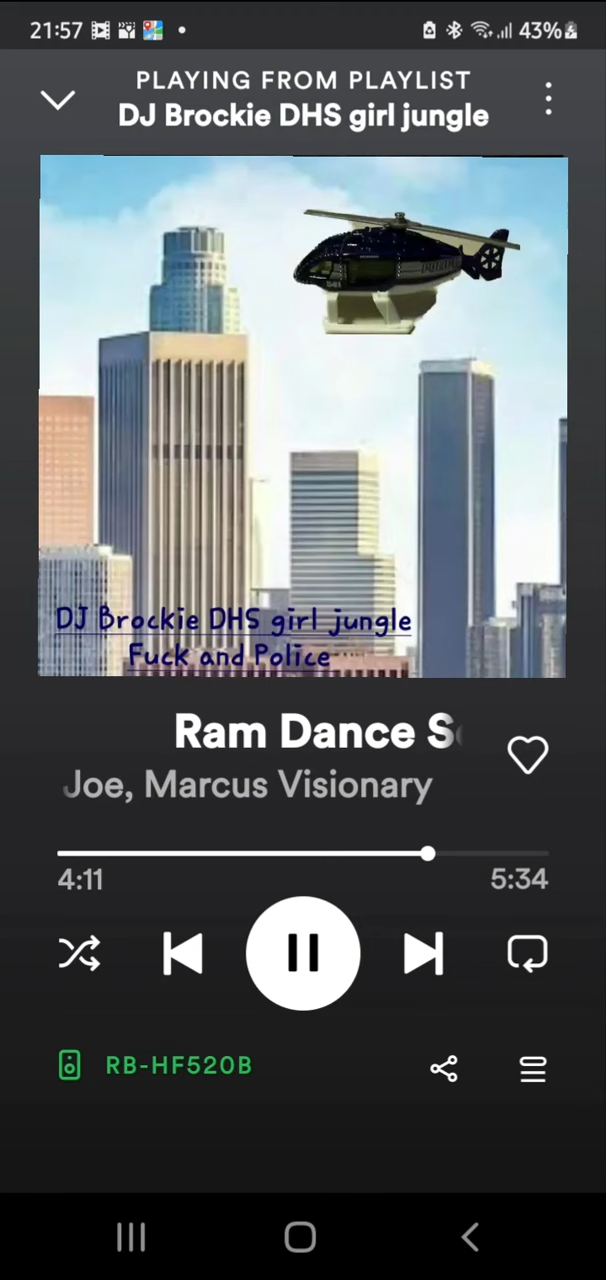 21:57 43%
PLAYING FROM PLAYLIST
DJ Brockie DHS girl jungle
DJ Brockie DHS girl jungle
Fuck and Police
Ram Dance S
Joe, Marcus Visionary
4:11 5:34
RB-HF520B